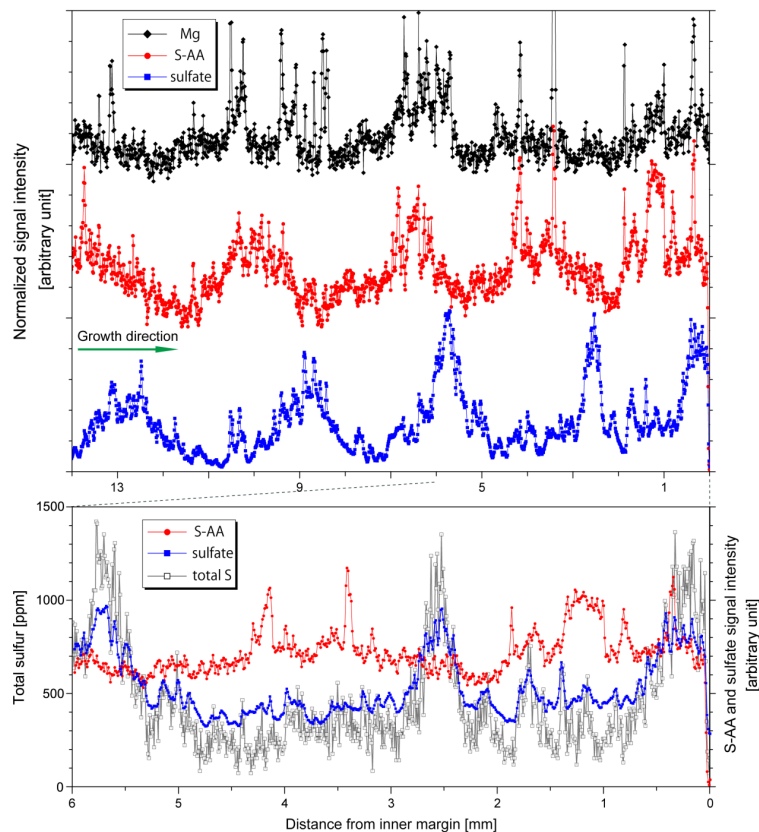 Mg
S-AA
sulfate
Normalized signal intensity
[arbitrary unit]
Growth direction
13 9 5 1
1500
1000
500
0
S-AA
sulfate
total S
Total sulfur [ppm]
S-AA and sulfate signal intensity
[arbitrary unit]
6 5 4 3 2 1 0
Distance from inner margin [mm]